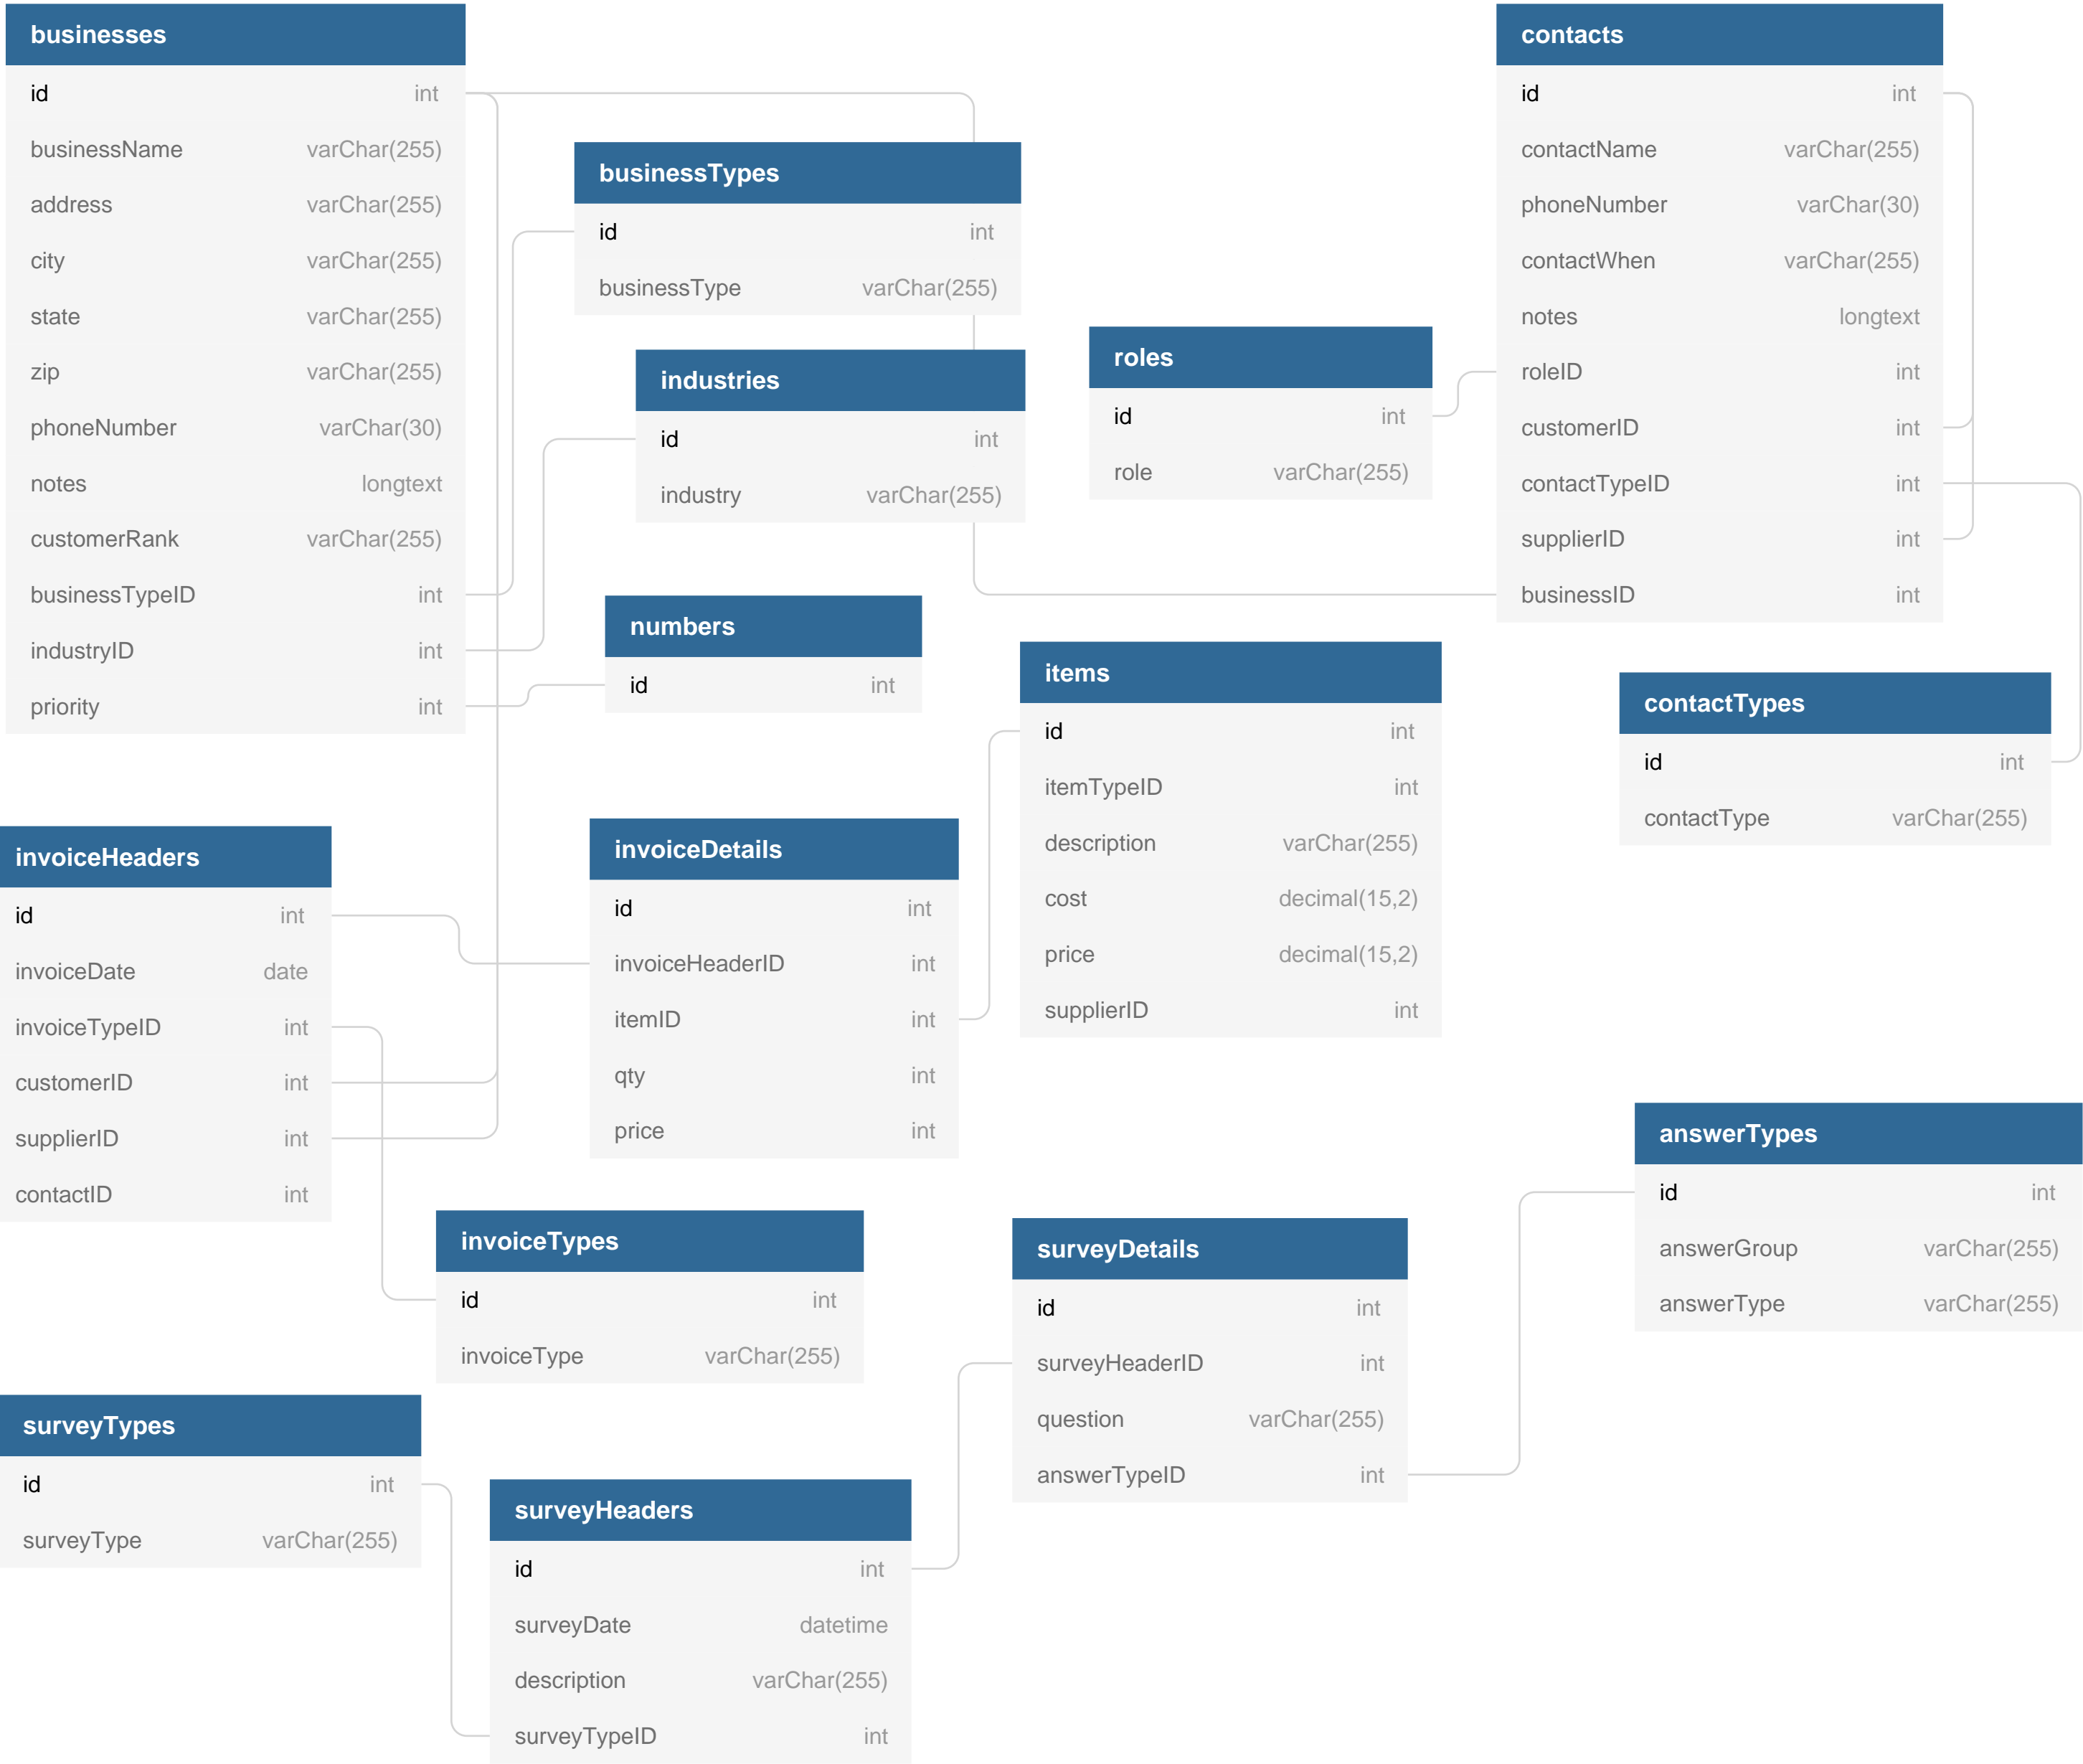 businesses
id int
businessName varChar(255)
address varChar(255)
city varChar(255)
state varChar(255)
zip varChar(255)
phoneNumber varChar(30)
notes longtext
customerRank varChar(255)
businessTypeID int
industryID int
priority int
businessTypes
id int
businessType varChar(255)
industries
id int
industry varChar(255)
numbers
id int
roles
id int
role varChar(255)
contacts
id int
contactName varChar(255)
phoneNumber varChar(30)
contactWhen varChar(255)
notes longtext
roleID int
customerID int
contactTypeID int
supplierID int
businessID int
items
id int
itemTypeID int
description varChar(255)
cost decimal(15,2)
price decimal(15,2)
supplierID int
contactTypes
id int
contactType varChar(255)
invoiceHeaders
id int
invoiceDate date
invoiceTypeID int
customerID int
supplierID int
contactID int
invoiceDetails
id int
invoiceHeaderID int
itemID int
qty int
price int
invoiceTypes
id int
invoiceType varChar(255)
surveyDetails
id int
surveyHeaderID int
question varChar(255)
answerTypeID int
answerTypes
id int
answerGroup varChar(255)
answerType varChar(255)
surveyTypes
id int
surveyType varChar(255)
surveyHeaders
id int
surveyDate datetime
description varChar(255)
surveyTypeID int